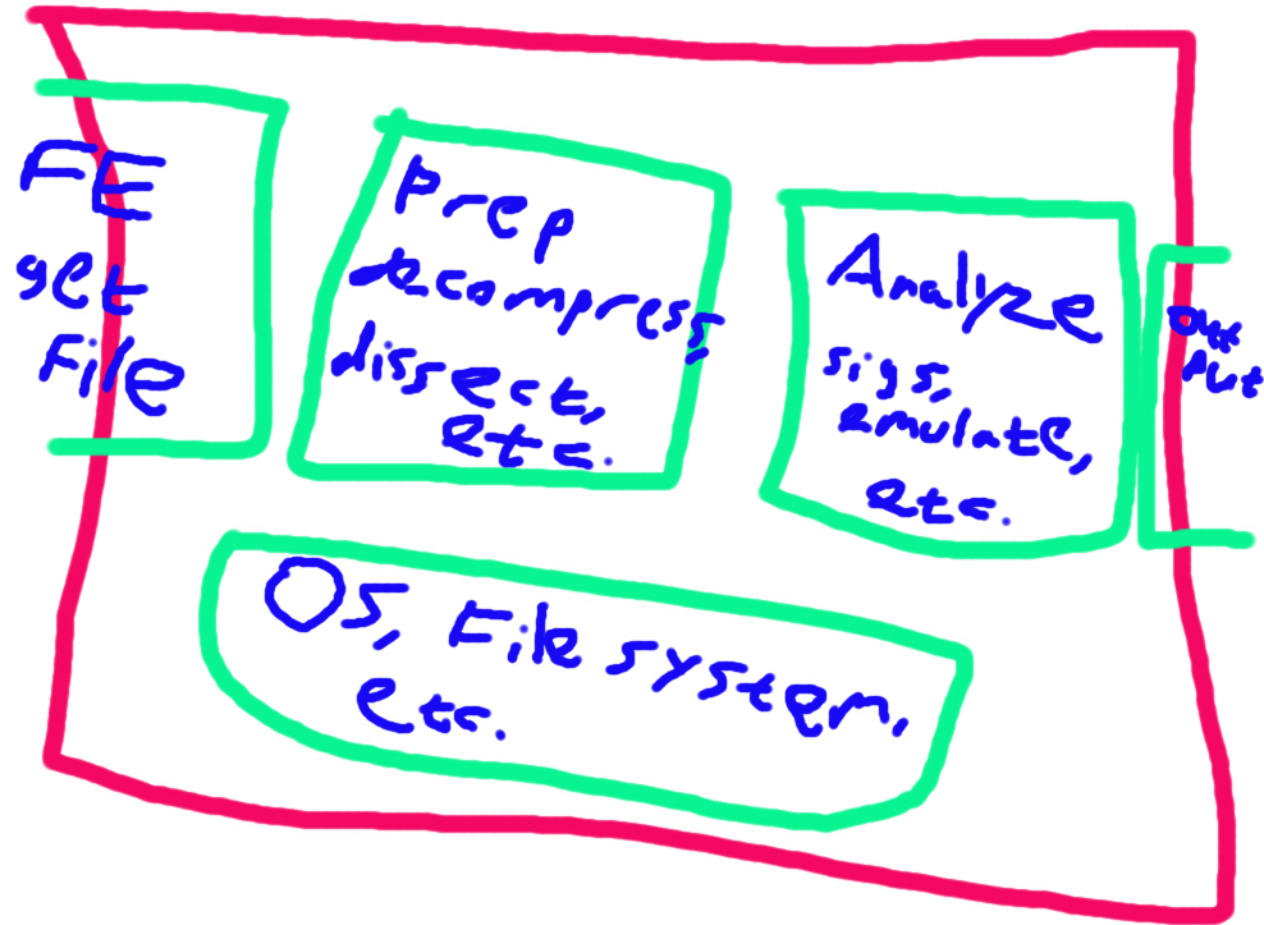 FE
get
File
Prep
decompress,
dissect,
etc.
Analyze
sigs,
emulate,
etc.
out
put
OS, File system,
etc.